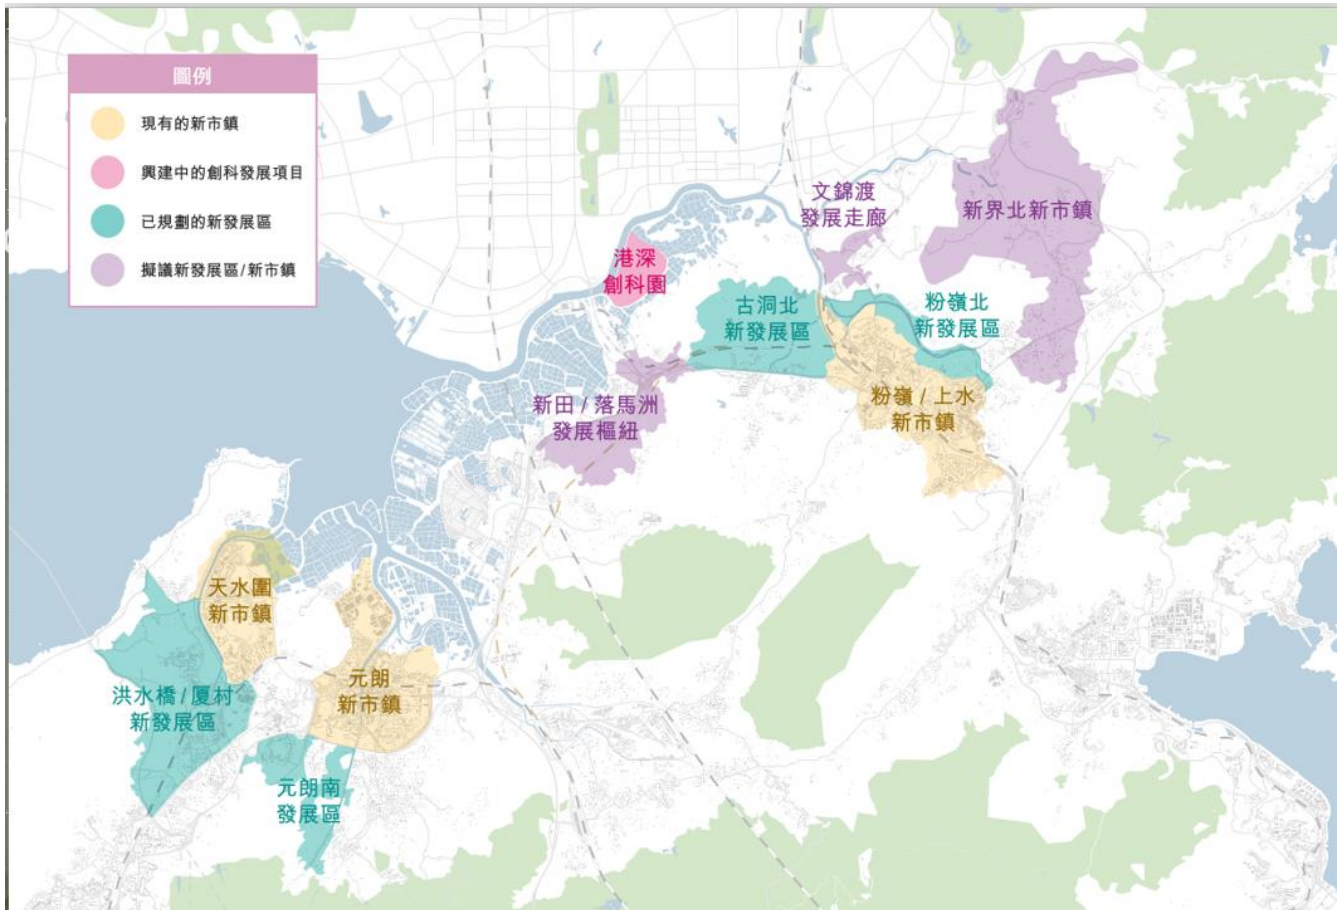 圖例
現有的新市鎮
興建中的創科發展項目
已規劃的新發展區
擬議新發展區/新市鎮
文錦渡
發展走廊
新界北新市鎮
港深
創科園
古洞北
新發展區
粉嶺北
新發展區
新田/落馬洲
發展樞紐
粉嶺/上水
新市鎮
天水圍
新市鎮
洪水橋/厦村
新發展區
元朗
新市鎮
元朗南
發展區